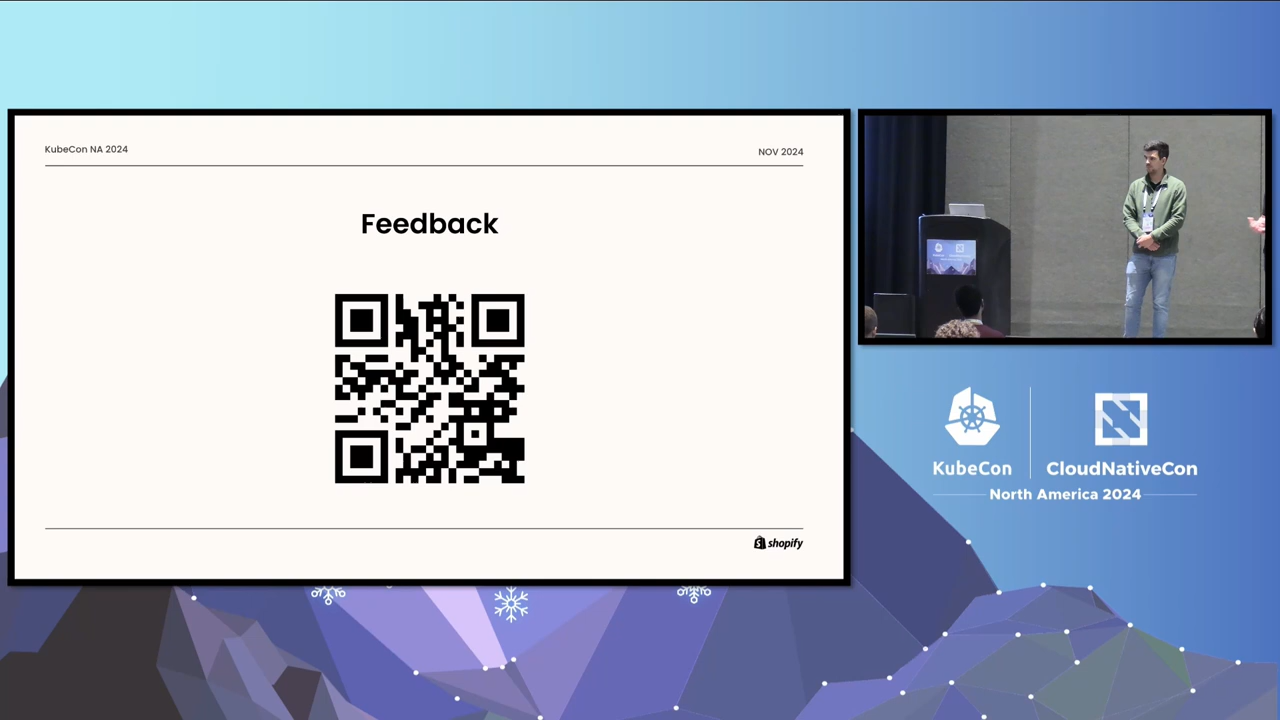 KubeCon NA 2024
NOV 2024
Feedback
shopify
KubeCon
CloudNativeCon
North America 2024